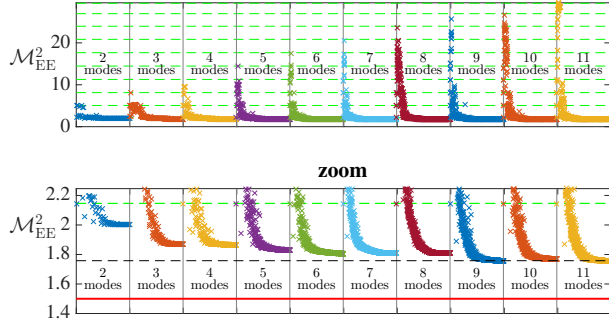 M²_EE
20
10
0
2 modes
3 modes
4 modes
5 modes
6 modes
7 modes
8 modes
9 modes
10 modes
11 modes
zoom
M²_EE
2.2
2
1.8
1.6
1.4
2 modes
3 modes
4 modes
5 modes
6 modes
7 modes
8 modes
9 modes
10 modes
11 modes